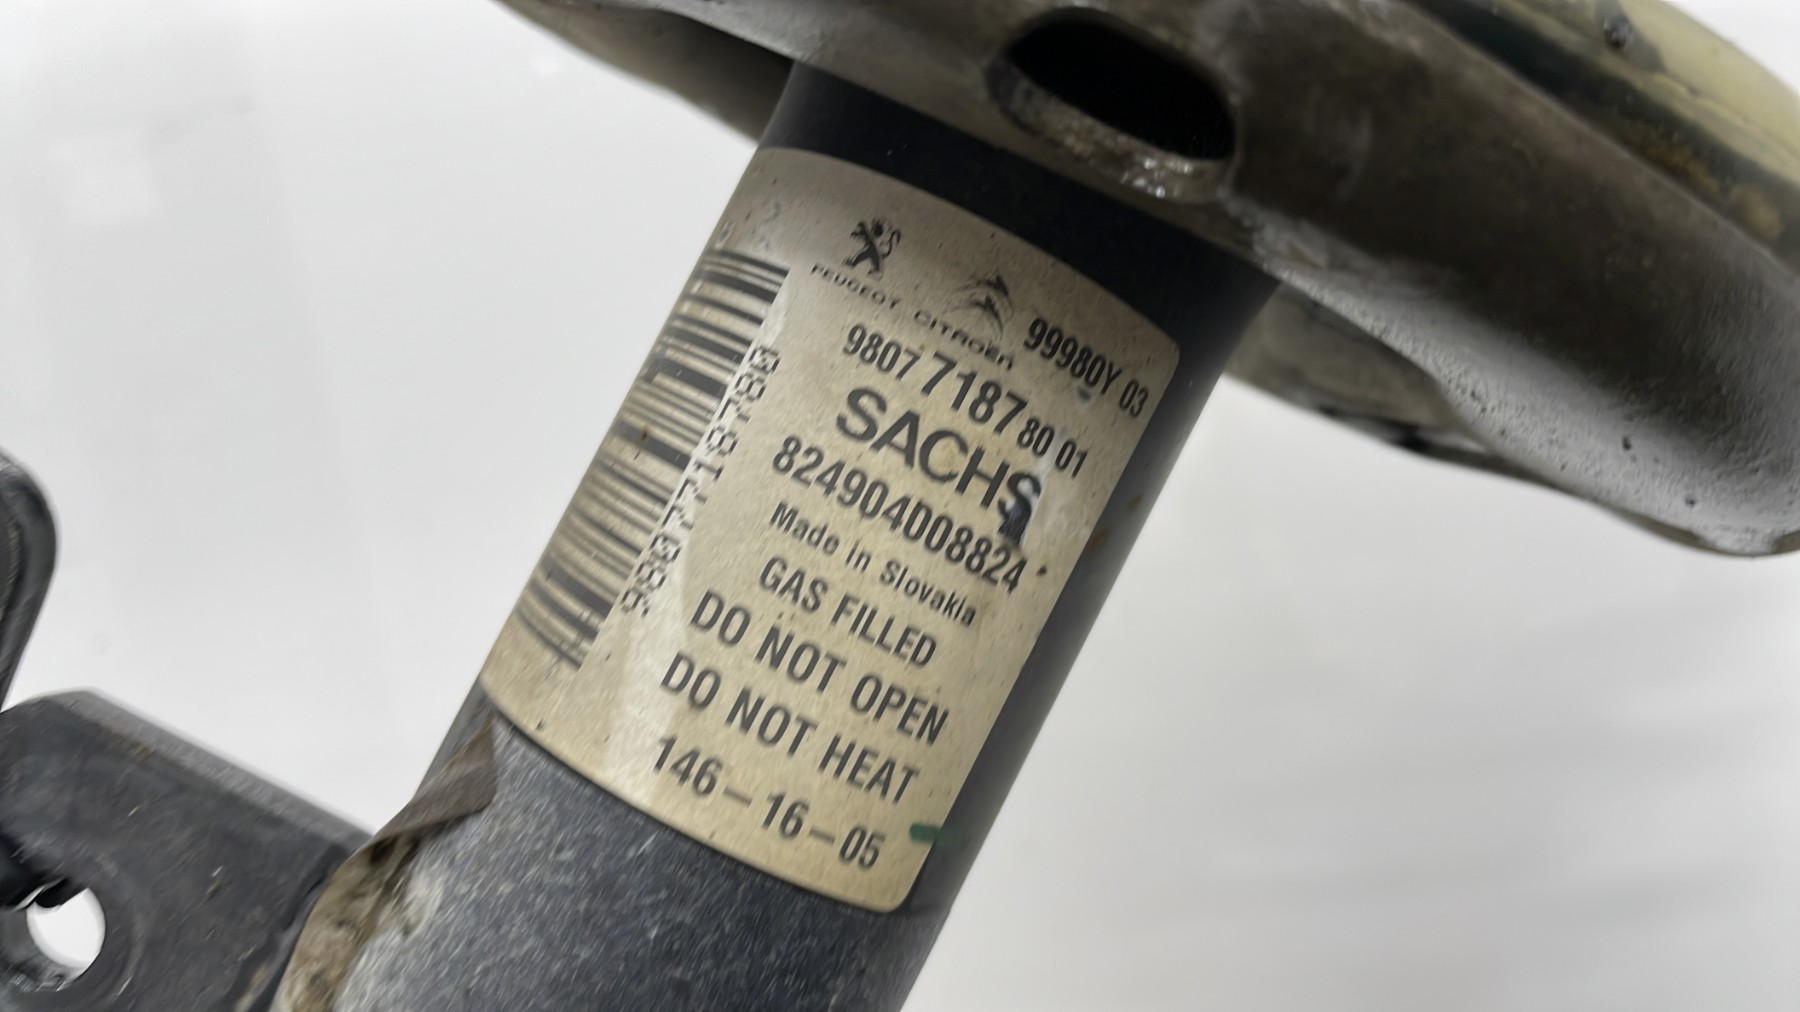 PEUGEOT CITROËN 99980Y 03
9807 7187 80 01
SACHS
824904008824
Made in Slovakia
GAS FILLED
DO NOT OPEN
DO NOT HEAT
146-16-05
9807718780